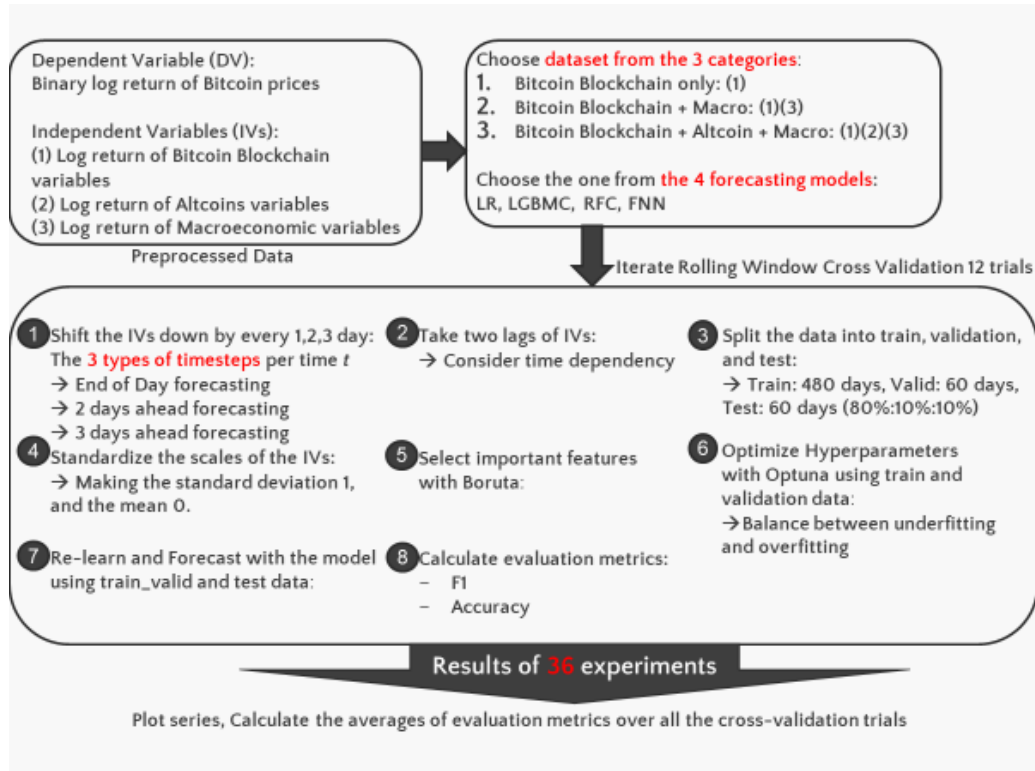 Dependent Variable (DV):
Binary log return of Bitcoin prices
Independent Variables (IVs):
(1) Log return of Bitcoin Blockchain
variables
(2) Log return of Altcoins variables
(3) Log return of Macroeconomic variables
Preprocessed Data
Choose dataset from the 3 categories:
1. Bitcoin Blockchain only: (1)
2. Bitcoin Blockchain + Macro: (1)(3)
3. Bitcoin Blockchain + Altcoin + Macro: (1)(2)(3)
Choose the one from the 4 forecasting models:
LR, LGBMC, RFC, FNN
Iterate Rolling Window Cross Validation 12 trials
1 Shift the IVs down by every 1,2,3 day:
The 3 types of timesteps per time t
→ End of Day forecasting
→ 2 days ahead forecasting
→ 3 days ahead forecasting
2 Take two lags of IVs:
→ Consider time dependency
3 Split the data into train, validation,
and test:
→ Train: 480 days, Valid: 60 days,
Test: 60 days (80%:10%:10%)
4 Standardize the scales of the IVs:
→ Making the standard deviation 1,
and the mean 0.
5 Select important features
with Boruta:
6 Optimize Hyperparameters
with Optuna using train and
validation data:
→ Balance between underfitting
and overfitting
7 Re-learn and Forecast with the model
using train_valid and test data:
8 Calculate evaluation metrics:
– F1
– Accuracy
Results of 36 experiments
Plot series, Calculate the averages of evaluation metrics over all the cross-validation trials